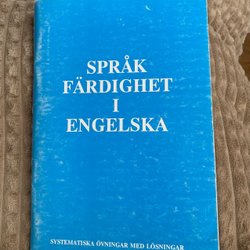 SPRÅK
FÄRDIGHET
I
ENGELSKA
SYSTEMATISKA ÖVNINGAR MED LÖSNINGAR